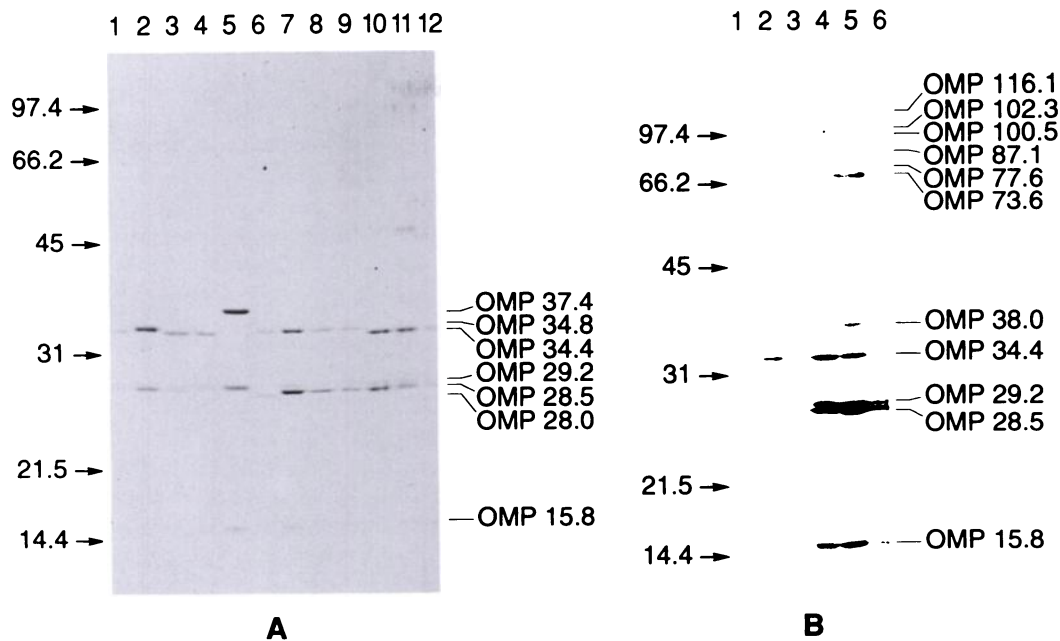 1 2 3 4 5 6 7 8 9 10 11 12
97.4
66.2
45
31
21.5
14.4
OMP 37.4
OMP 34.8
OMP 34.4
OMP 29.2
OMP 28.5
OMP 28.0
OMP 15.8
A
1 2 3 4 5 6
97.4
66.2
45
31
21.5
14.4
OMP 116.1
OMP 102.3
OMP 100.5
OMP 87.1
OMP 77.6
OMP 73.6
OMP 38.0
OMP 34.4
OMP 29.2
OMP 28.5
OMP 15.8
B